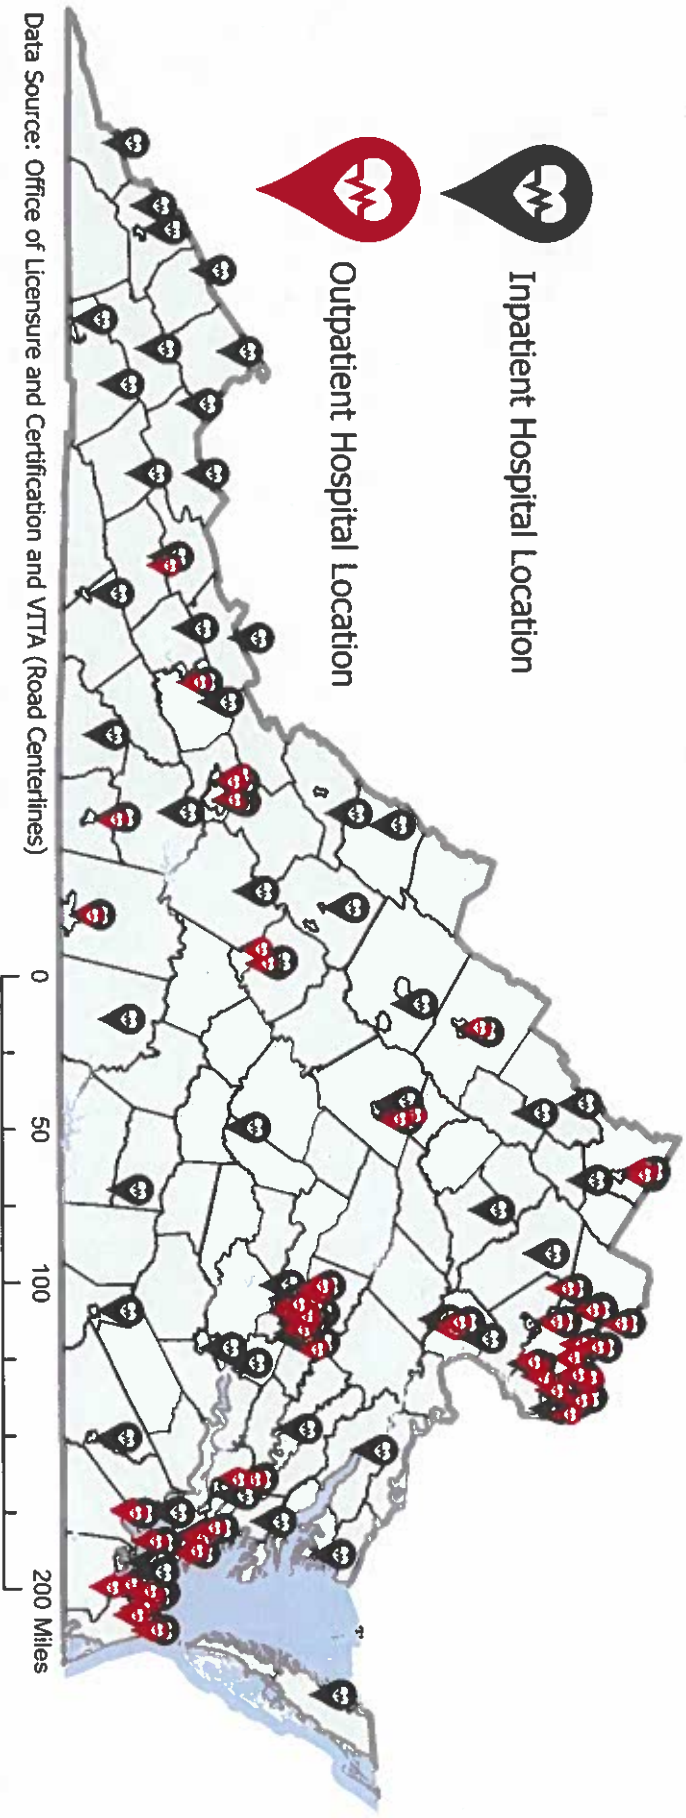 Inpatient Hospital Location
Outpatient Hospital Location
0 50 100 200 Miles
Data Source: Office of Licensure and Certification and VITA (Road Centerlines)